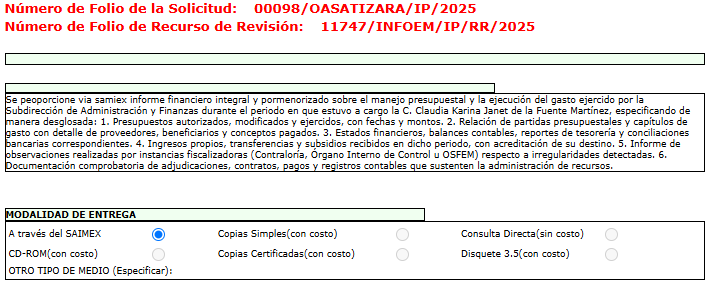 Número de Folio de la Solicitud: 00098/OASATIZARA/IP/2025
Número de Folio de Recurso de Revisión: 11747/INFOEM/IP/RR/2025
Se peoporcione via samiex informe financiero integral y pormenorizado sobre el manejo presupuestal y la ejecución del gasto ejercido por la
Subdirección de Administración y Finanzas durante el periodo en que estuvo a cargo la C. Claudia Karina Janet de la Fuente Martínez, especificando de
manera desglosada: 1. Presupuestos autorizados, modificados y ejercidos, con fechas y montos. 2. Relación de partidas presupuestales y capítulos de
gasto con detalle de proveedores, beneficiarios y conceptos pagados. 3. Estados financieros, balances contables, reportes de tesorería y conciliaciones
bancarias correspondientes. 4. Ingresos propios, transferencias y subsidios recibidos en dicho periodo, con acreditación de su destino. 5. Informe de
observaciones realizadas por instancias fiscalizadoras (Contraloría, Órgano Interno de Control u OSFEM) respecto a irregularidades detectadas. 6.
Documentación comprobatoria de adjudicaciones, contratos, pagos y registros contables que sustenten la administración de recursos.
MODALIDAD DE ENTREGA
A través del SAIMEX Copias Simples(con costo) Consulta Directa(sin costo)
CD-ROM(con costo) Copias Certificadas(con costo) Disquete 3.5(con costo)
OTRO TIPO DE MEDIO (Especificar):